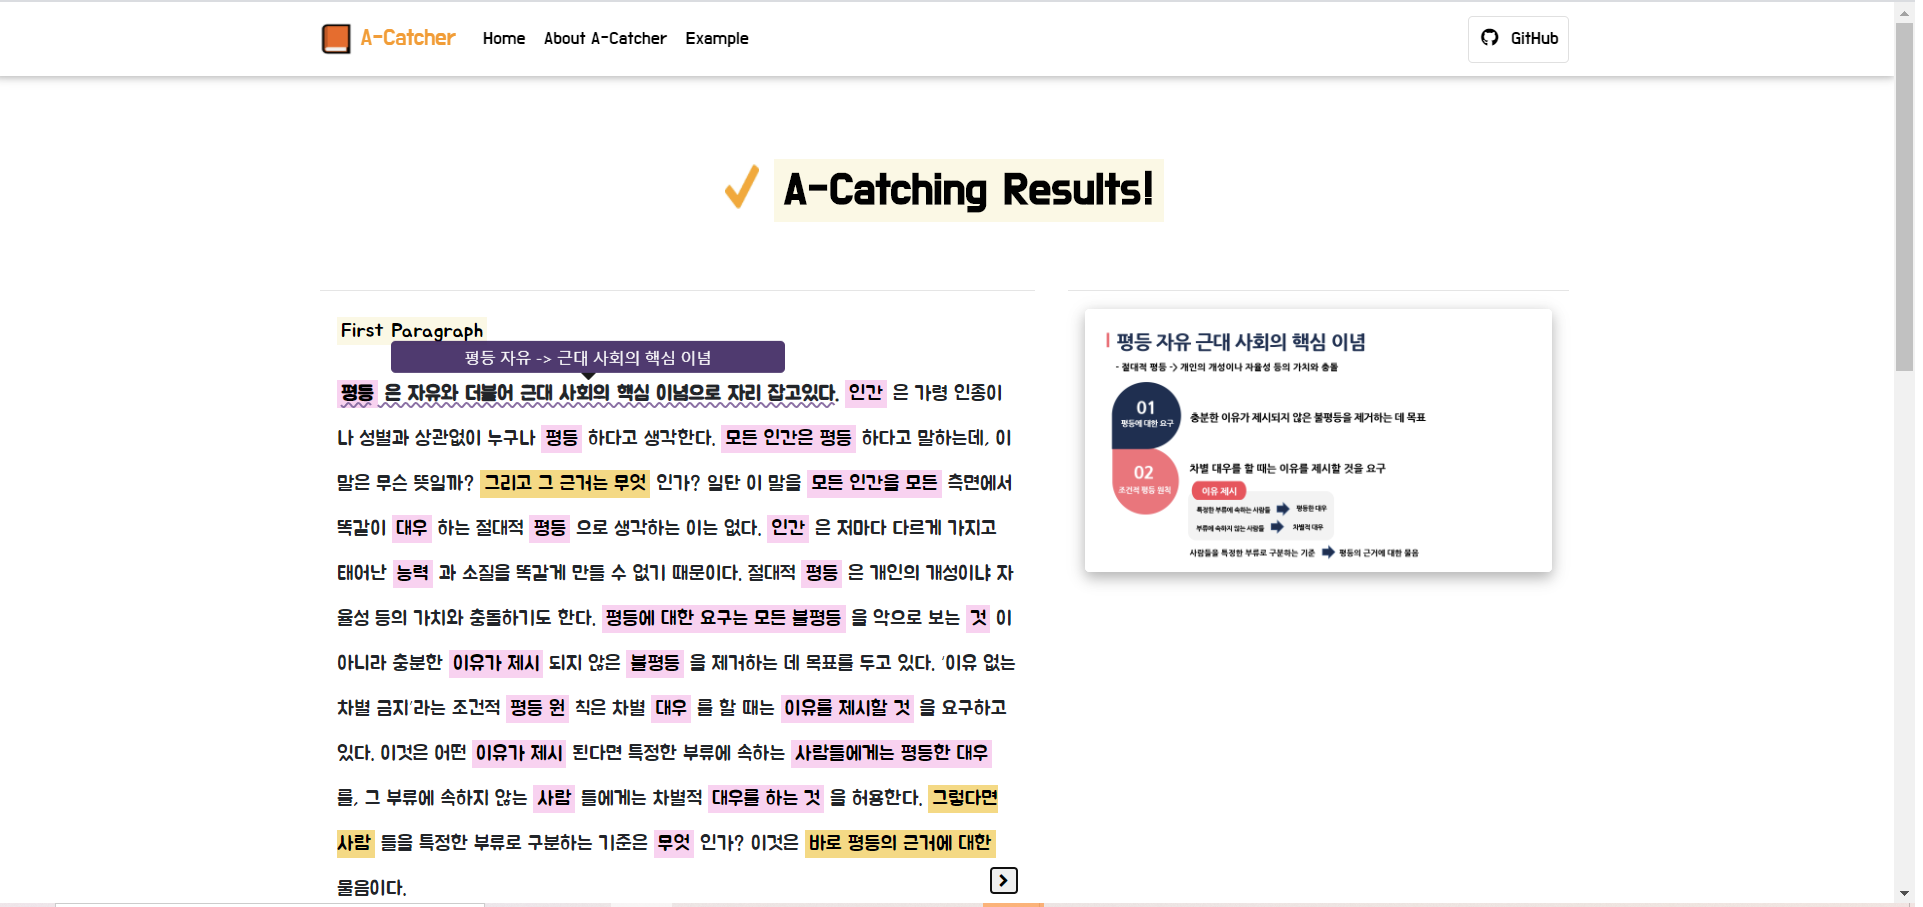 A-Catcher Home About A-Catcher Example GitHub
A-Catching Results!
First Paragraph
평등 자유 -> 근대 사회의 핵심 이념
평등 은 자유와 더불어 근대 사회의 핵심 이념으로 자리 잡고있다. 인간 은 가령 인종이
나 성별과 상관없이 누구나 평등 하다고 생각한다. 모든 인간은 평등 하다고 말하는데, 이
말은 무슨 뜻일까? 그리고 그 근거는 무엇 인가? 일단 이 말을 모든 인간을 모든 측면에서
똑같이 대우 하는 절대적 평등 으로 생각하는 이는 없다. 인간 은 저마다 다르게 가지고
태어난 능력 과 소질을 똑같게 만들 수 없기 때문이다. 절대적 평등 은 개인의 개성이냐 자
율성 등의 가치와 충돌하기도 한다. 평등에 대한 요구는 모든 불평등 을 악으로 보는 것 이
아니라 충분한 이유가 제시 되지 않은 불평등 을 제거하는 데 목표를 두고 있다. '이유 없는
차별 금지'라는 조건적 평등 원 칙은 차별 대우 를 할 때는 이유를 제시할 것 을 요구하고
있다. 이것은 어떤 이유가 제시 된다면 특정한 부류에 속하는 사람들에게는 평등한 대우
를, 그 부류에 속하지 않는 사람 들에게는 차별적 대우를 하는 것 을 허용한다. 그렇다면
사람 들을 특정한 부류로 구분하는 기준은 무엇 인가? 이것은 바로 평등의 근거에 대한
물음이다.
평등 자유 근대 사회의 핵심 이념
- 절대적 평등 -> 개인의 개성이나 자율성 등의 가치와 충돌
01
평등에 대한 요구
충분한 이유가 제시되지 않은 불평등을 제거하는 데 목표
02
조건적 평등 원칙
차별 대우를 할 때는 이유를 제시할 것을 요구
이유 제시
특정한 부류에 속하는 사람들 평등한 대우
부류에 속하지 않는 사람들 차별적 대우
사람들을 특정한 부류로 구분하는 기준 평등의 근거에 대한 물음